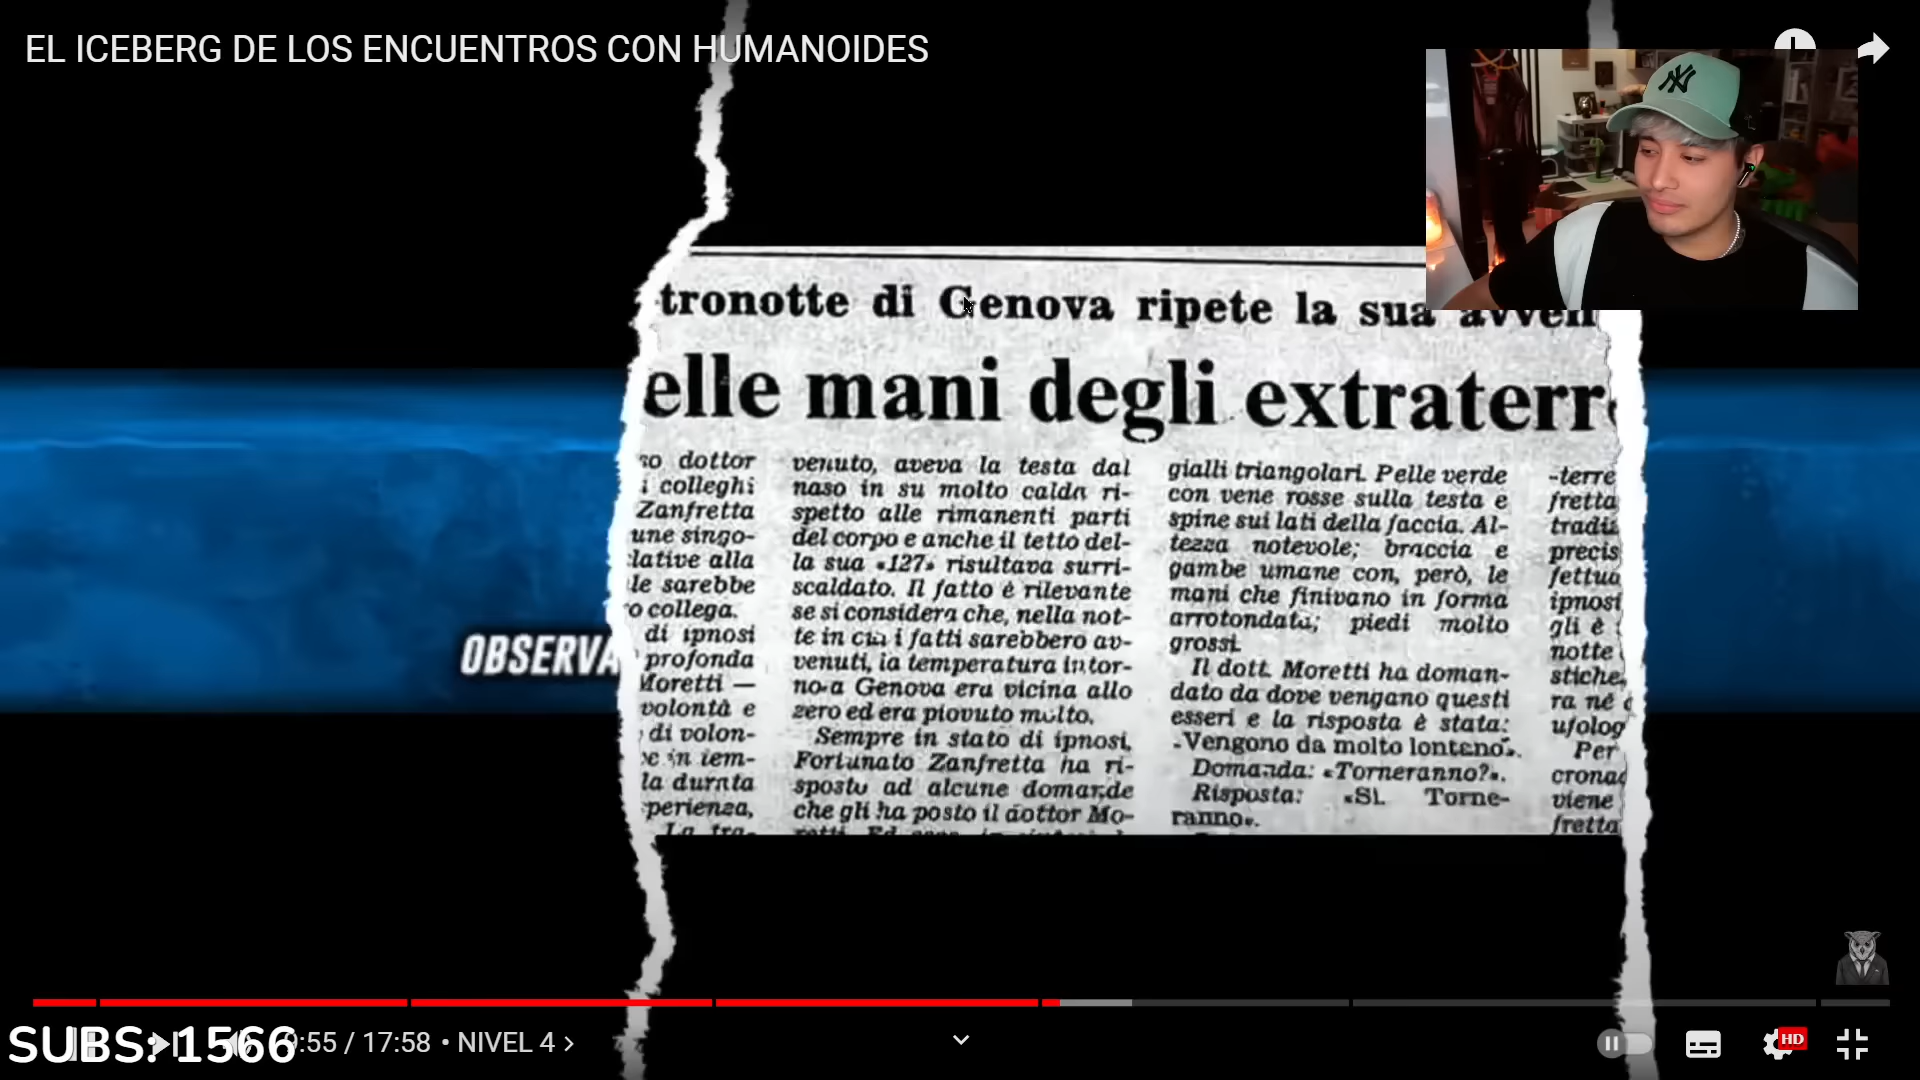 EL ICEBERG DE LOS ENCUENTROS CON HUMANOIDES
NY
tronotte di Genova ripete la sua avven
elle mani degli extraterr
so dottor
i colleghi
Zanfretta
une singo-
lative alla
le sarebbe
o collega.
di ipnosi
profonda
Moretti —
volontà e
di volon-
in tem-
la durata
perienza,
La tra-
venuto, aveva la testa dal
naso in su molto calda ri-
spetto alle rimanenti parti
del corpo e anche il tetto del-
la sua «127» risultava surri-
scaldato. Il fatto è rilevante
se si considera che, nella not-
te in cui i fatti sarebbero av-
venuti, la temperatura intor-
no a Genova era vicina allo
zero ed era piovuto molto.
Sempre in stato di ipnosi,
Fortunato Zanfretta ha ri-
sposto ad alcune domande
che gli ha posto il dottor Mo-
gialli triangolari. Pelle verde
con vene rosse sulla testa e
spine sui lati della faccia. Al-
tezza notevole; braccia e
gambe umane con, però, le
mani che finivano in forma
arrotondata; piedi molto
grossi.
Il dott. Moretti ha doman-
dato da dove vengano questi
esseri e la risposta è stata:
«Vengono da molto lontano».
Domanda: «Torneranno?».
Risposta: «Sì. Torne-
ranno».
-terre
fretta
tradu
precis
fettua
ipnosi
gli è
notte
stiche,
ra né
ufolog
Per
cronac
viene
fretta
OBSERVA
SUBS: 1566
9:55 / 17:58 • NIVEL 4
HD